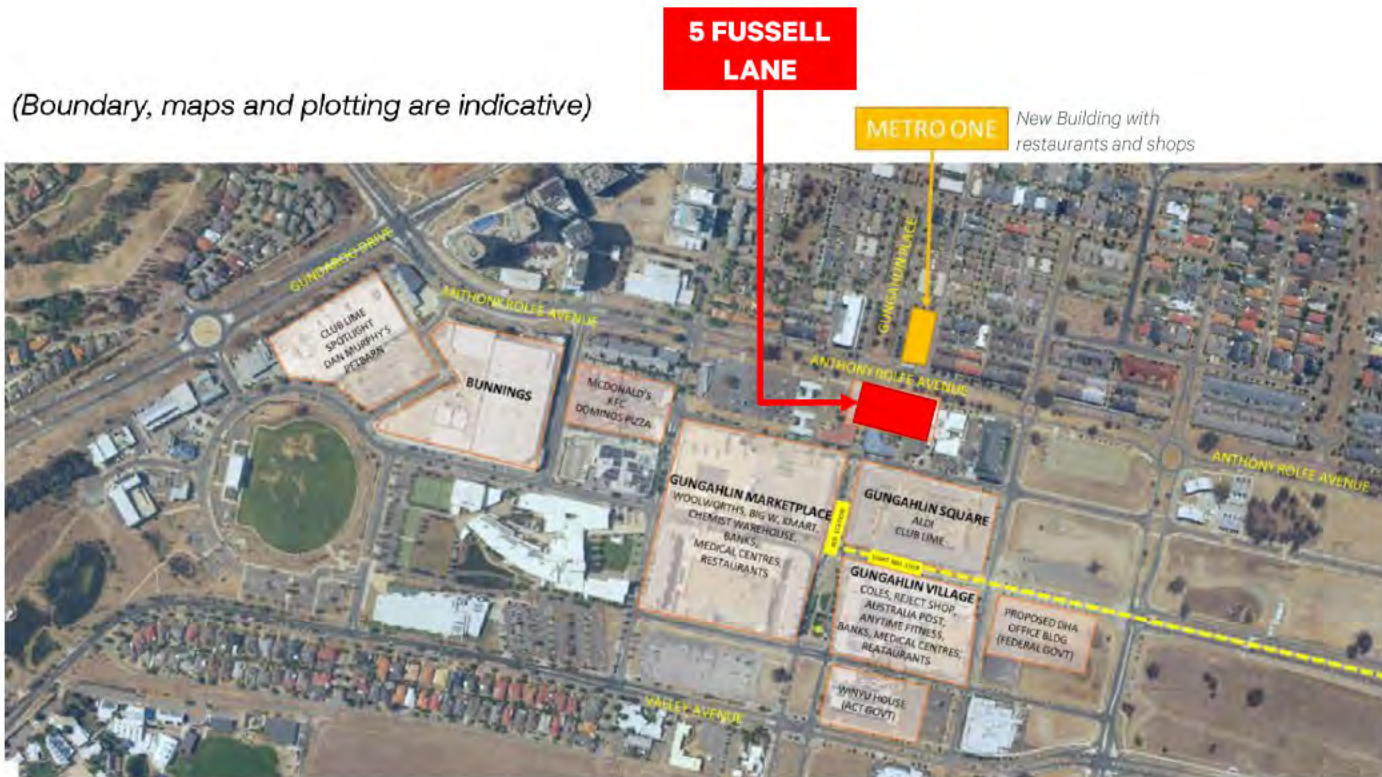 5 FUSSELL
LANE
(Boundary, maps and plotting are indicative)
METRO ONE
New Building with
restaurants and shops
GUNDAROO DRIVE
ANTHONY ROLFE AVENUE
GUNGAHLIN PLACE
CLUB LIME
SPOTLIGHT
DAN MURPHY'S
PETBARN
BUNNINGS
MCDONALD'S
KFC
DOMINOS PIZZA
ANTHONY ROLFE AVENUE
ANTHONY ROLFE AVENUE
GUNGAHLIN MARKETPLACE
WOOLWORTHS, BIG W, KMART,
CHEMIST WAREHOUSE,
BANKS,
MEDICAL CENTRES,
RESTAURANTS
GUNGAHLIN SQUARE
ALDI
CLUB LIME
GUNGAHLIN VILLAGE
COLES, REJECT SHOP,
AUSTRALIA POST,
ANYTIME FITNESS,
BANKS, MEDICAL CENTRES,
REATAURANTS
PROPOSED DHA
OFFICE BLDG
(FEDERAL GOVT)
WINYU HOUSE
(ACT GOVT)
VALLEY AVENUE